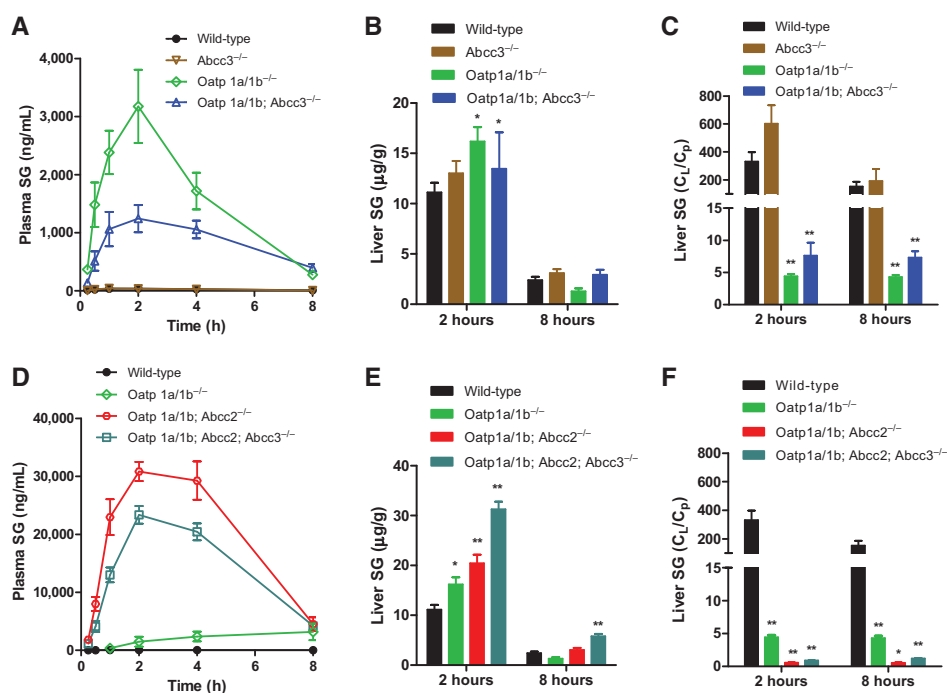 A
Wild-type
Abcc3−/−
Oatp 1a/1b−/−
Oatp 1a/1b; Abcc3−/−
Plasma SG (ng/mL)
4,000
3,000
2,000
1,000
0
0 2 4 6 8
Time (h)
B
Wild-type
Abcc3−/−
Oatp1a/1b−/−
Oatp1a/1b; Abcc3−/−
Liver SG (μg/g)
20
15
10
5
0
* *
2 hours 8 hours
C
Wild-type
Abcc3−/−
Oatp1a/1b−/−
Oatp1a/1b; Abcc3−/−
Liver SG (CL/Cp)
800
600
400
200
15
10
5
0
** ** ** **
2 hours 8 hours
D
Wild-type
Oatp 1a/1b−/−
Oatp 1a/1b; Abcc2−/−
Oatp 1a/1b; Abcc2; Abcc3−/−
Plasma SG (ng/mL)
40,000
30,000
20,000
10,000
0
0 2 4 6 8
Time (h)
E
Wild-type
Oatp1a/1b−/−
Oatp1a/1b; Abcc2−/−
Oatp1a/1b; Abcc2; Abcc3−/−
Liver SG (μg/g)
40
30
20
10
0
* ** ** **
2 hours 8 hours
F
Wild-type
Oatp1a/1b−/−
Oatp1a/1b; Abcc2−/−
Oatp1a/1b; Abcc2; Abcc3−/−
Liver SG (CL/Cp)
800
600
400
200
15
10
5
0
** ** ** ** * **
2 hours 8 hours